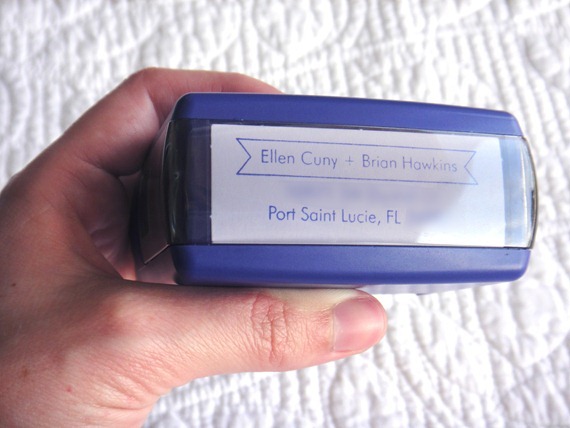 Ellen Cuny + Brian Hawkins
Port Saint Lucie, FL